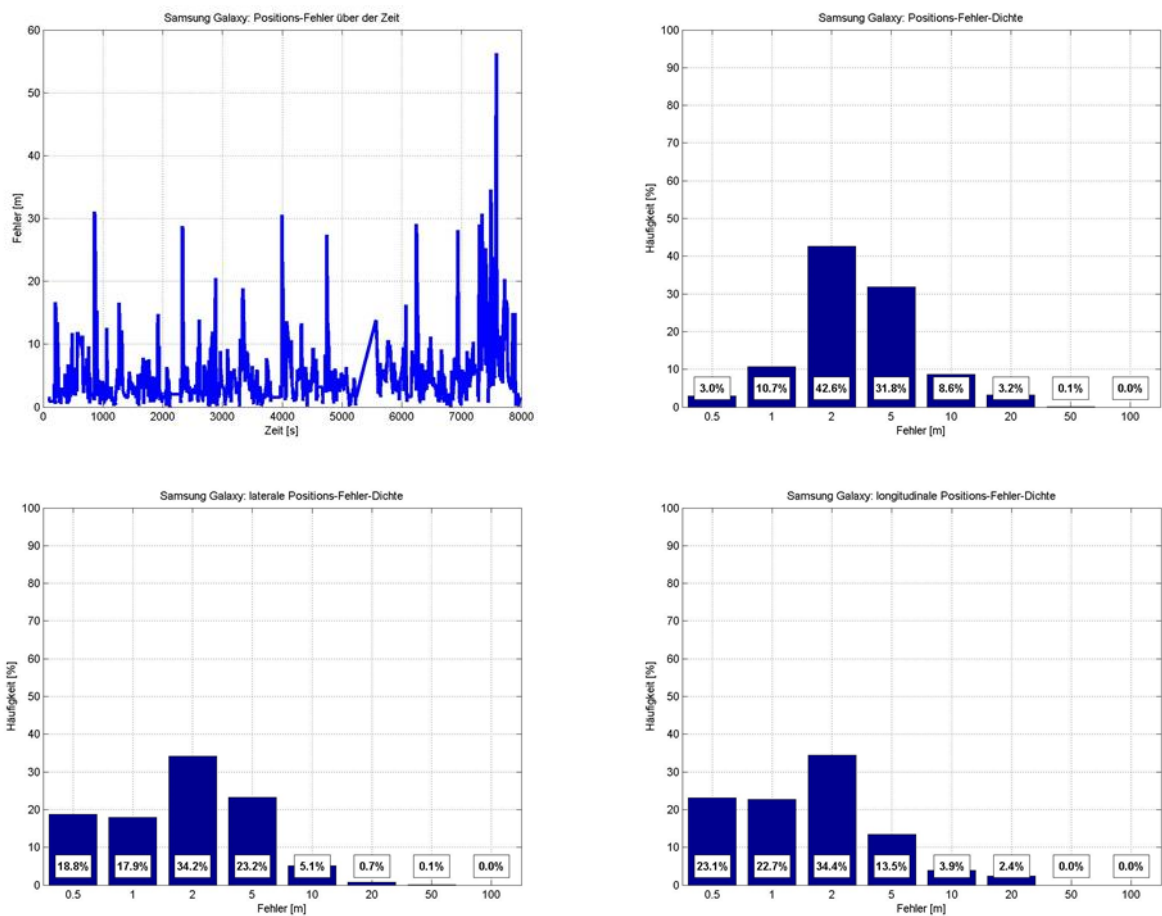 Samsung Galaxy: Positions-Fehler über der Zeit
60
50
40
30
20
10
0
Fehler [m]
0 1000 2000 3000 4000 5000 6000 7000 8000
Zeit [s]
Samsung Galaxy: Positions-Fehler-Dichte
100
90
80
70
60
50
40
30
20
10
0
Häufigkeit [%]
3.0% 10.7% 42.6% 31.8% 8.6% 3.2% 0.1% 0.0%
0.5 1 2 5 10 20 50 100
Fehler [m]
Samsung Galaxy: laterale Positions-Fehler-Dichte
100
90
80
70
60
50
40
30
20
10
0
Häufigkeit [%]
18.8% 17.9% 34.2% 23.2% 5.1% 0.7% 0.1% 0.0%
0.5 1 2 5 10 20 50 100
Fehler [m]
Samsung Galaxy: longitudinale Positions-Fehler-Dichte
100
90
80
70
60
50
40
30
20
10
0
Häufigkeit [%]
23.1% 22.7% 34.4% 13.5% 3.9% 2.4% 0.0% 0.0%
0.5 1 2 5 10 20 50 100
Fehler [m]